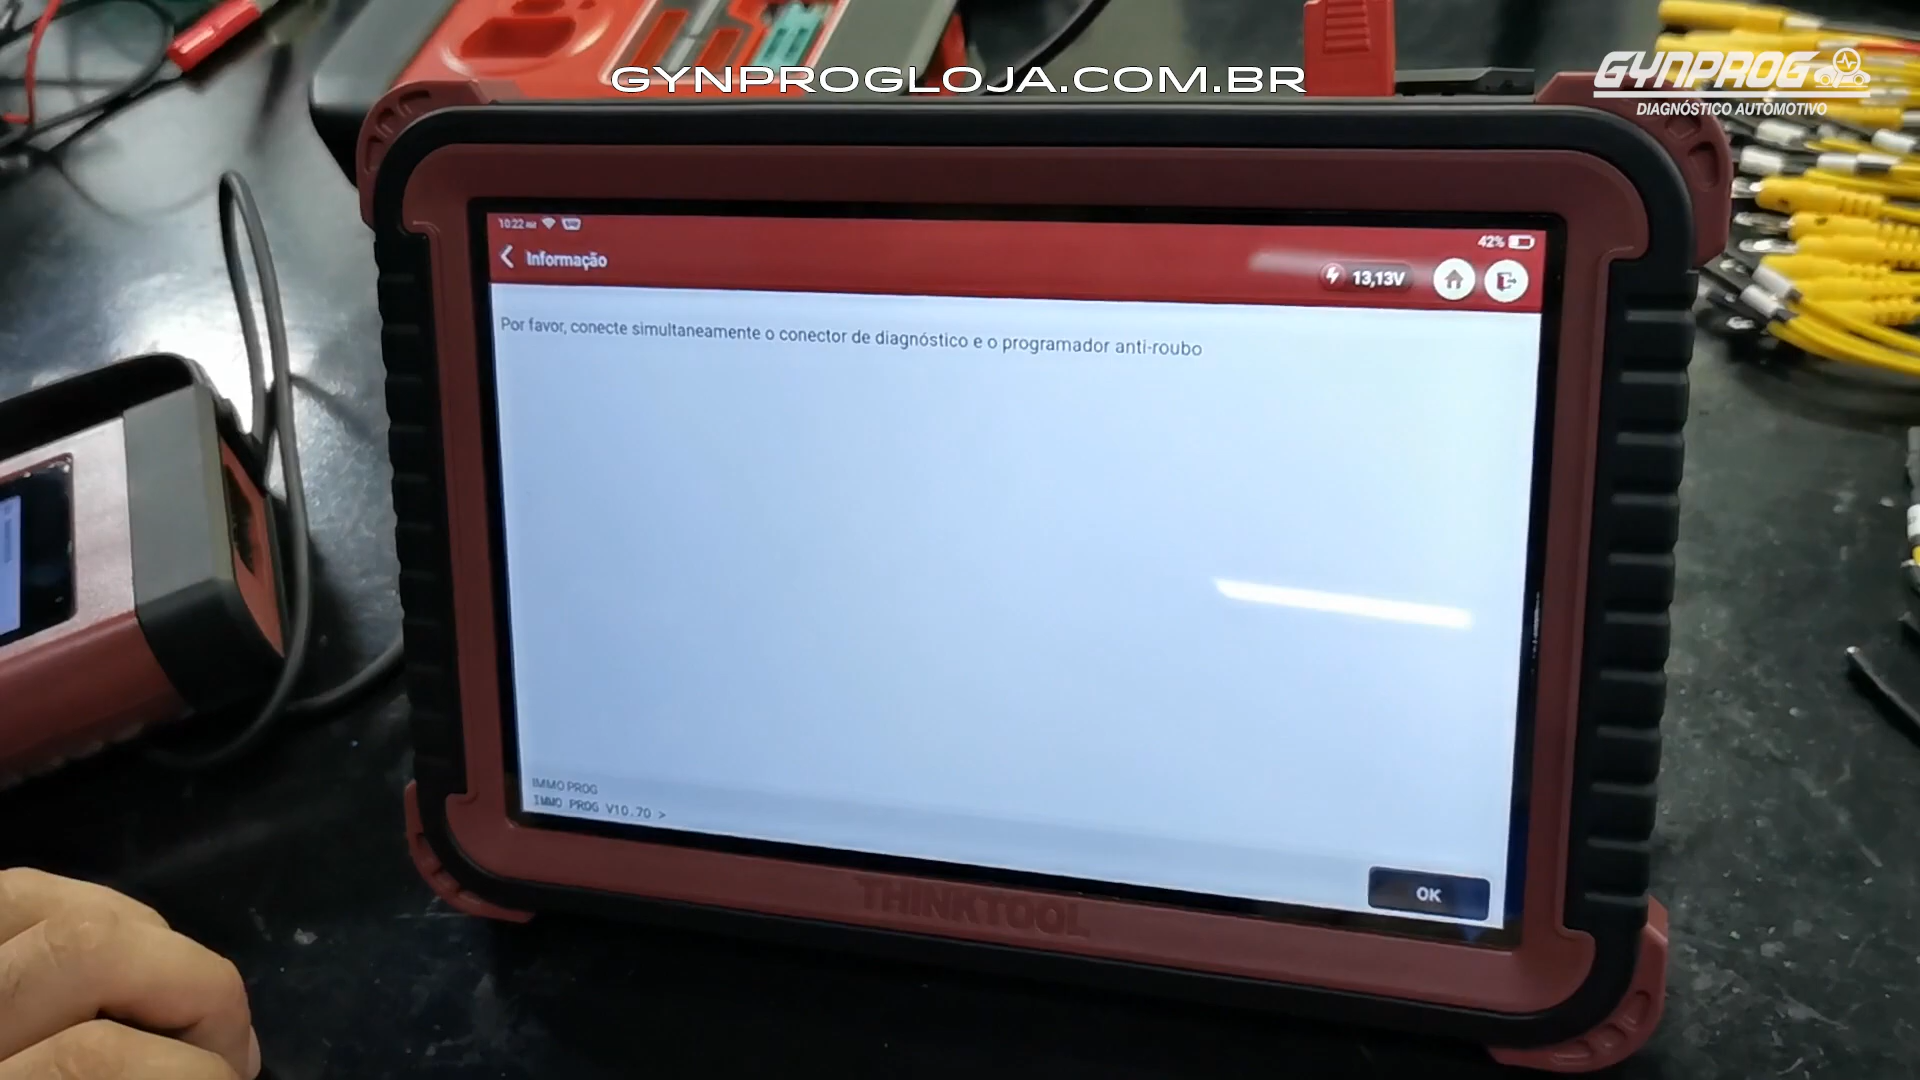 GYNPROGLOJA.COM.BR
GYNPROG
DIAGNÓSTICO AUTOMOTIVO
10:22
42%
Informação
13,13V
Por favor, conecte simultaneamente o conector de diagnóstico e o programador anti-roubo
IMMO PROG
IMMO PROG V10.70 >
OK
THINKTOOL